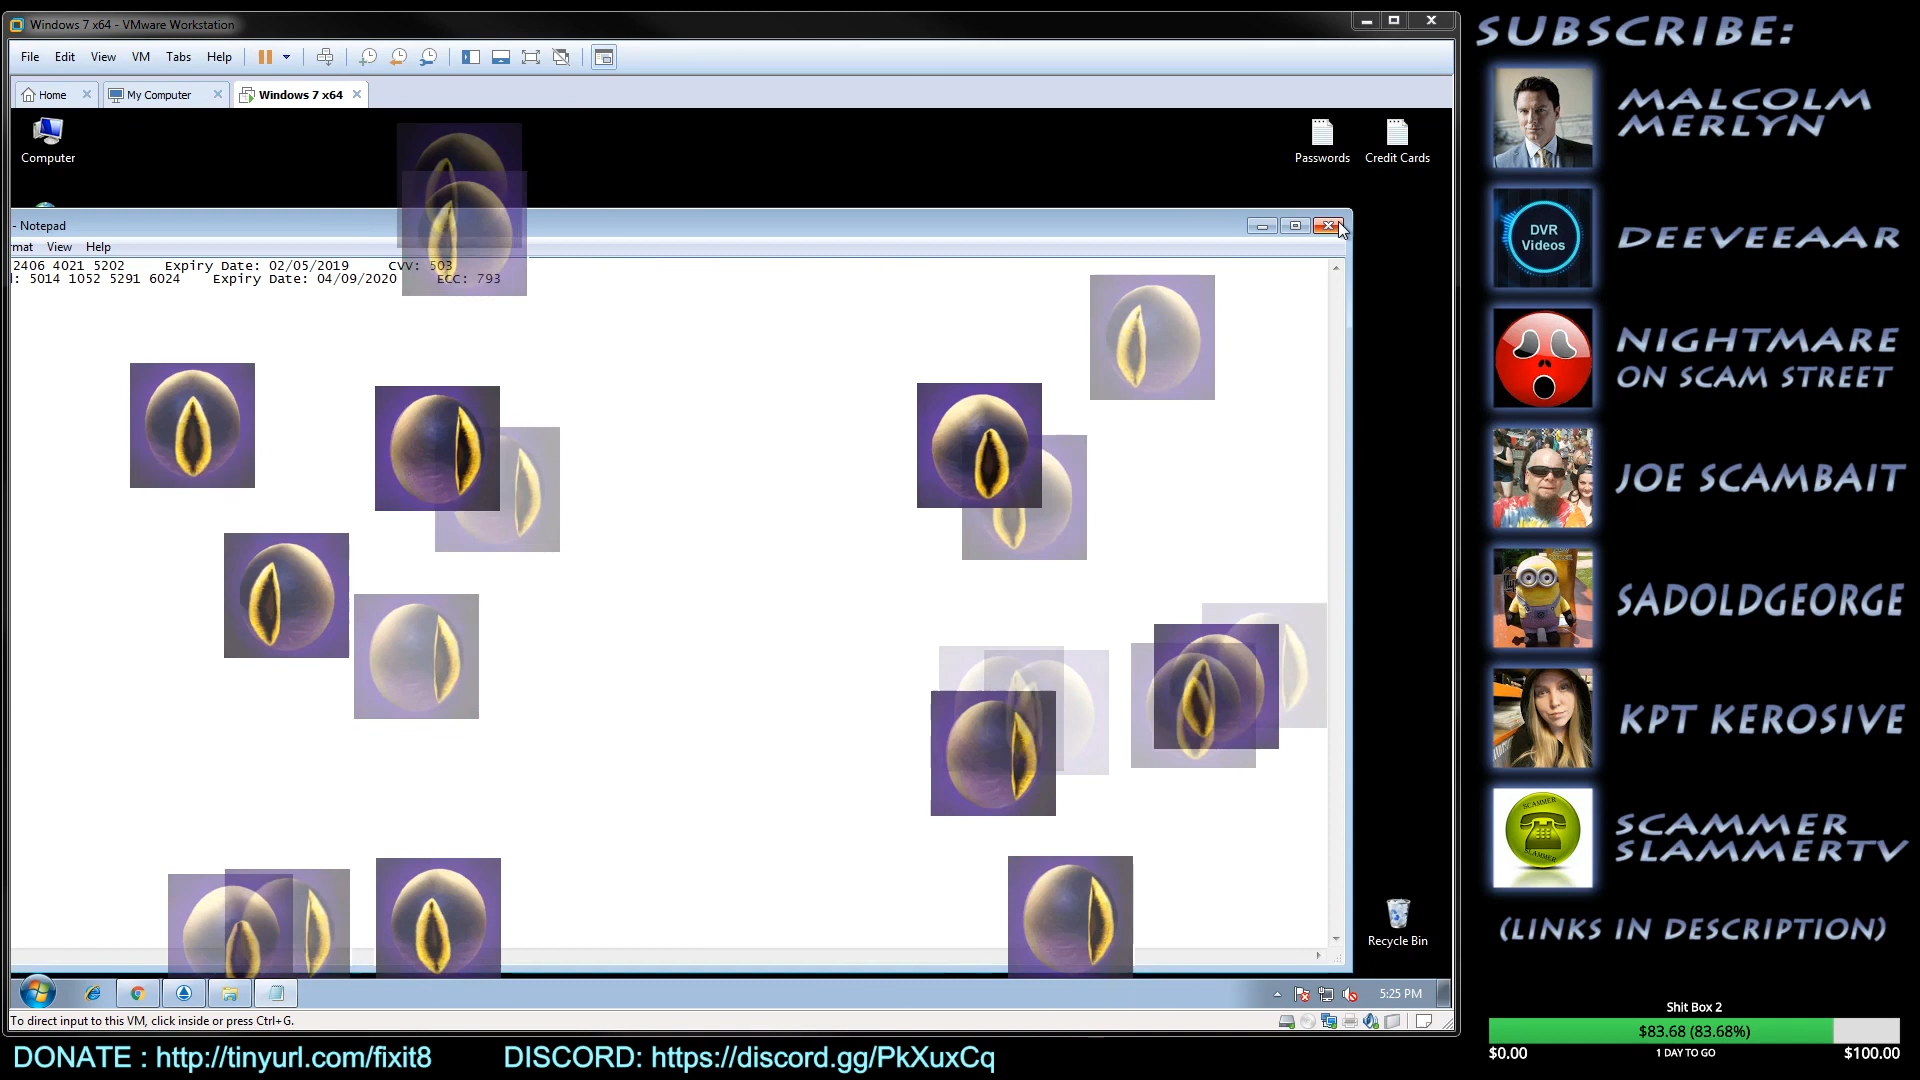 Windows 7 x64 - VMware Workstation
File Edit View VM Tabs Help
Home My Computer Windows 7 x64
Computer
Passwords Credit Cards
- Notepad
rmat View Help
2406 4021 5202 Expiry Date: 02/05/2019 CVV: 503
: 5014 1052 5291 6024 Expiry Date: 04/09/2020 ECC: 793
Recycle Bin
5:25 PM
To direct input to this VM, click inside or press Ctrl+G.
DONATE : http://tinyurl.com/fixit8 DISCORD: https://discord.gg/PkXuxCq
SUBSCRIBE:
MALCOLM
MERLYN
DVR
Videos
DEEVEEAAR
NIGHTMARE
ON SCAM STREET
JOE SCAMBAIT
SADOLDGEORGE
KPT KEROSIVE
SCAMMER
SLAMMER
SCAMMER
SLAMMERTV
(LINKS IN DESCRIPTION)
Shit Box 2
$83.68 (83.68%)
$0.00 1 DAY TO GO $100.00